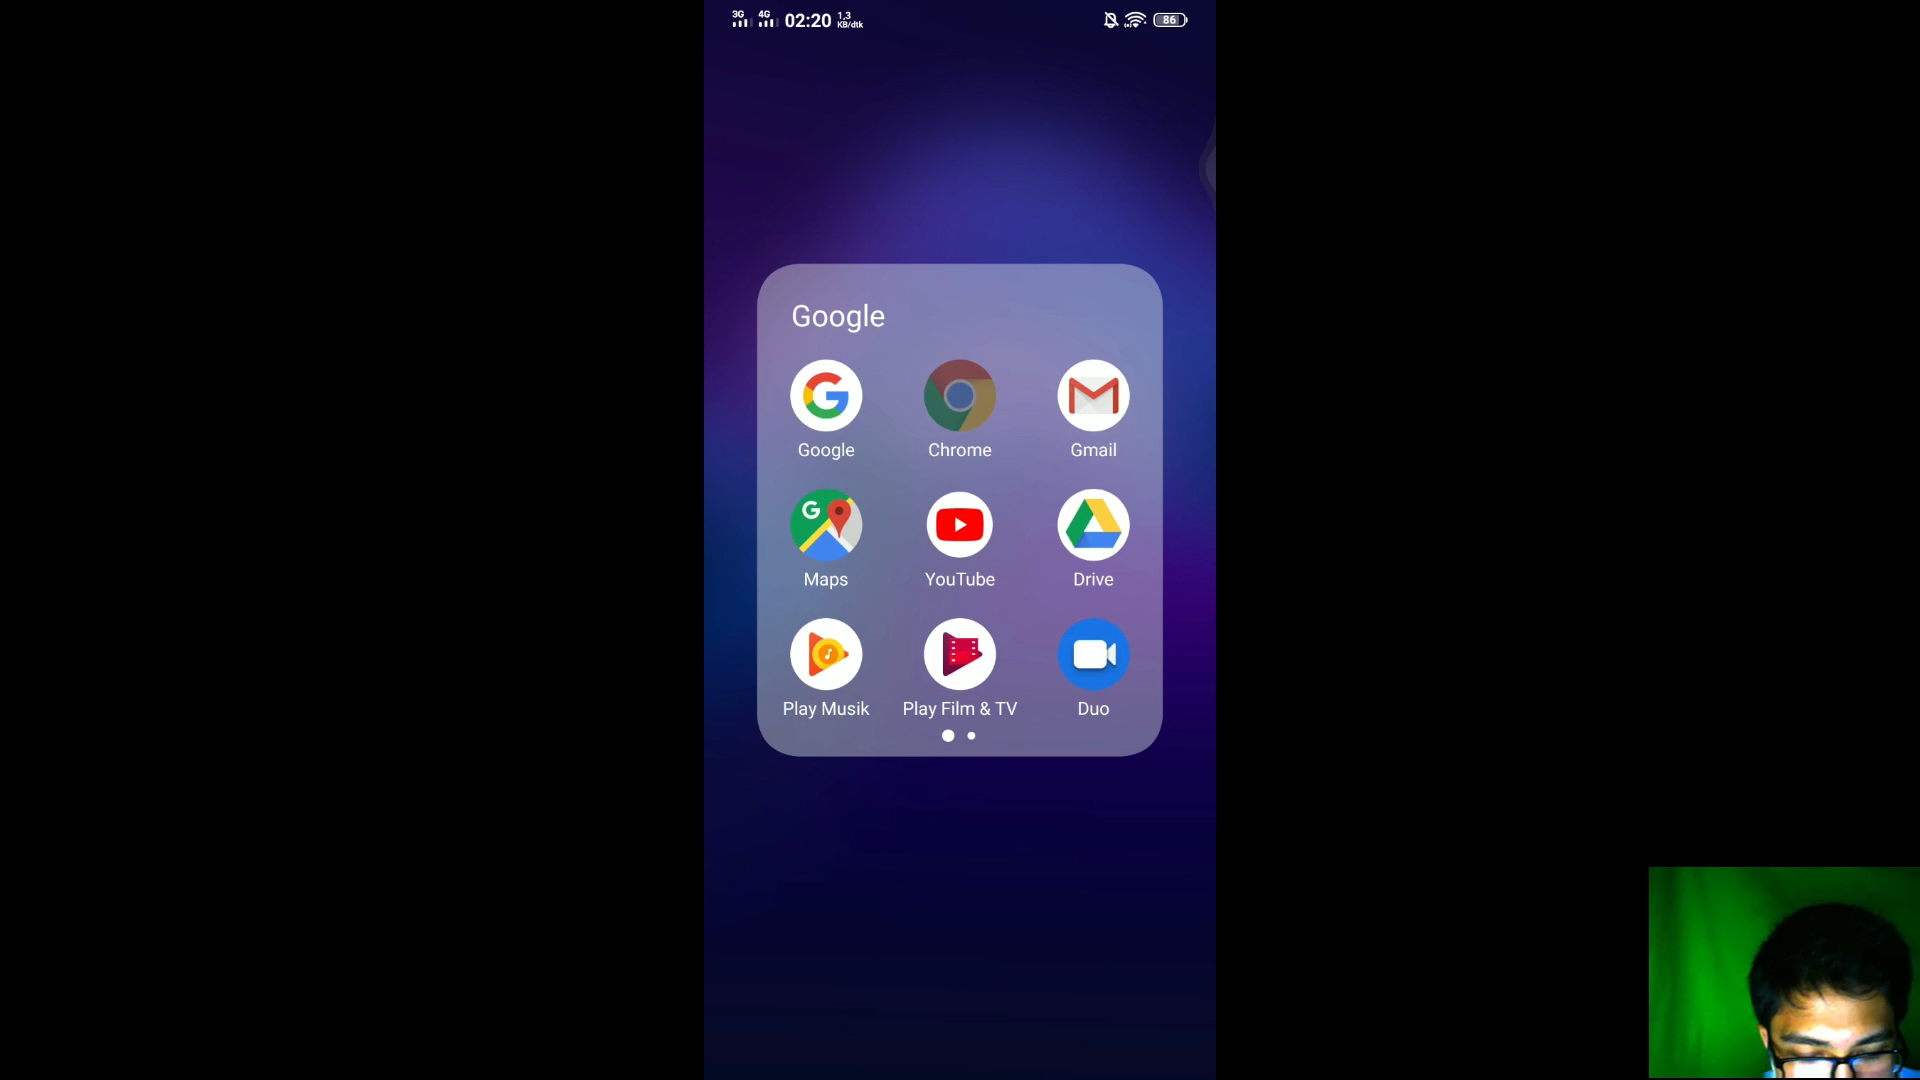 3G 4G 02:20 1,3 KB/dtk 86
Google
Google Chrome Gmail
Maps YouTube Drive
Play Musik Play Film & TV Duo